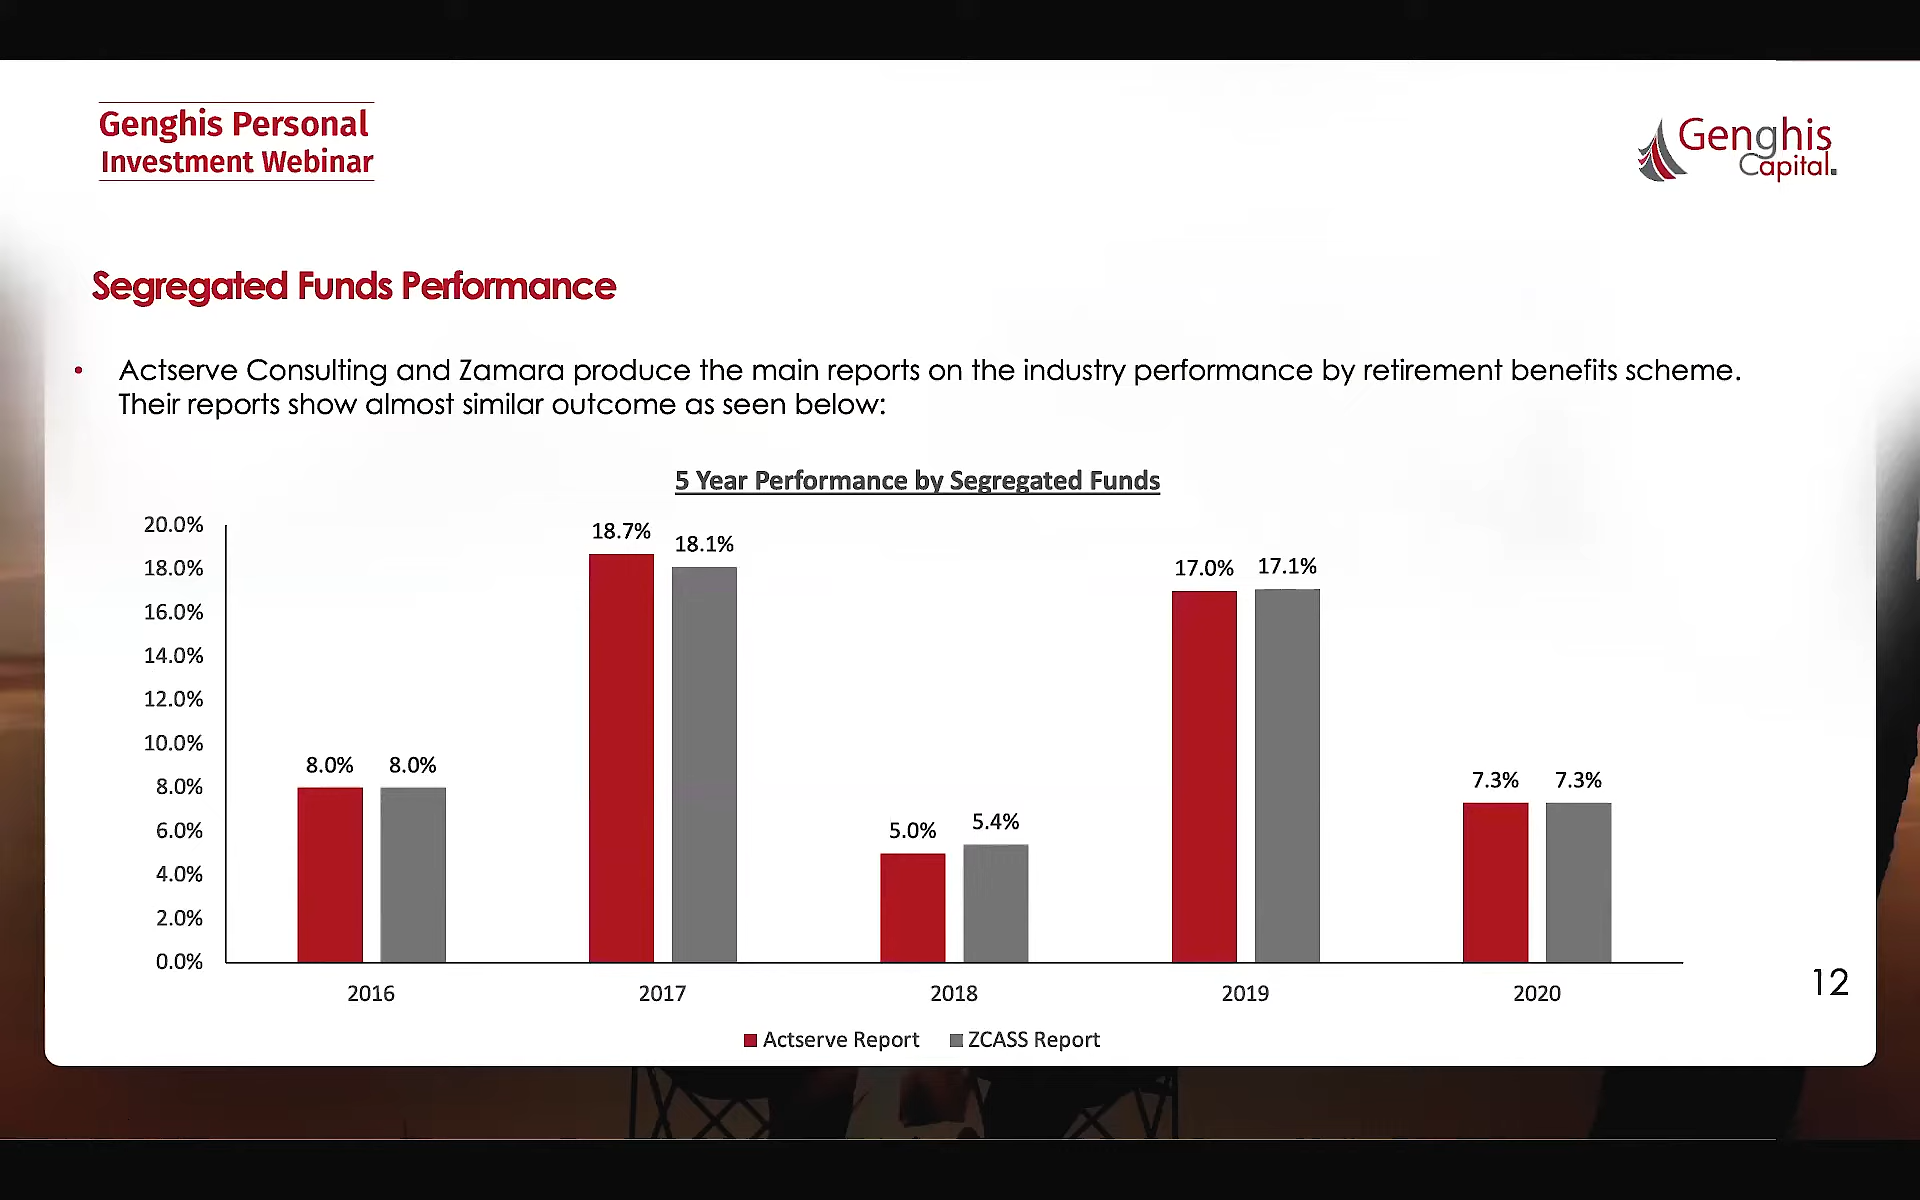 Genghis Personal
Investment Webinar
Genghis
Capital.
Segregated Funds Performance
• Actserve Consulting and Zamara produce the main reports on the industry performance by retirement benefits scheme.
Their reports show almost similar outcome as seen below:
5 Year Performance by Segregated Funds
20.0%
18.0%
16.0%
14.0%
12.0%
10.0%
8.0%
6.0%
4.0%
2.0%
0.0%
8.0% 8.0%
18.7% 18.1%
5.0% 5.4%
17.0% 17.1%
7.3% 7.3%
2016 2017 2018 2019 2020
Actserve Report ZCASS Report
12